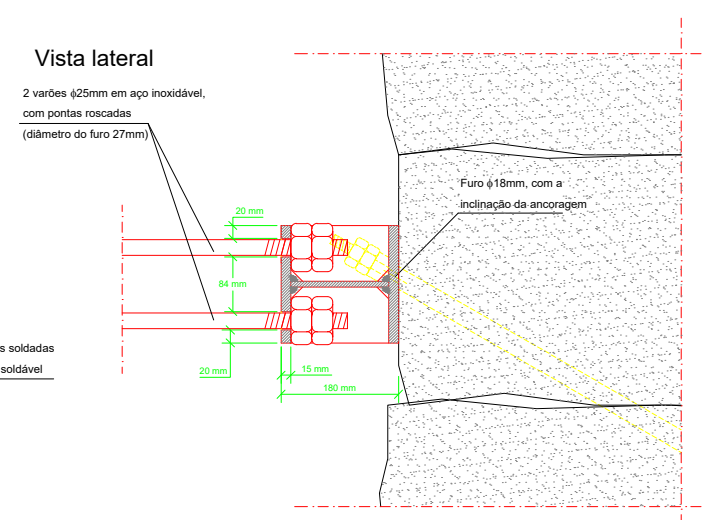 Vista lateral
2 varões ϕ25mm em aço inoxidável,
com pontas roscadas
(diâmetro do furo 27mm)
Furo ϕ18mm, com a
inclinação da ancoragem
20 mm
84 mm
s soldadas
soldável
20 mm
15 mm
180 mm